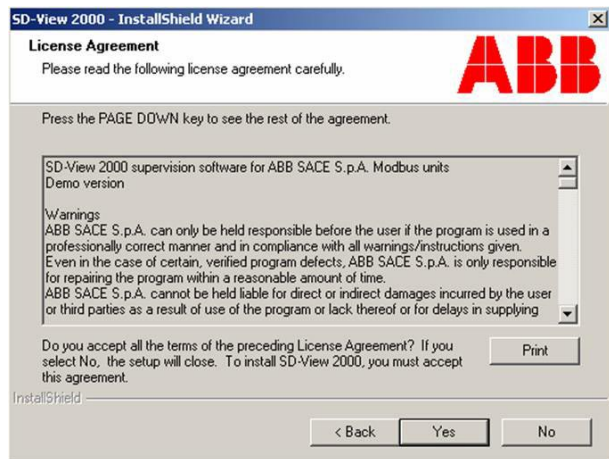 SD-View 2000 - InstallShield Wizard
License Agreement
Please read the following license agreement carefully.
ABB
Press the PAGE DOWN key to see the rest of the agreement.
SD-View 2000 supervision software for ABB SACE S.p.A. Modbus units
Demo version
Warnings
ABB SACE S.p.A. can only be held responsible before the user if the program is used in a
professionally correct manner and in compliance with all warnings/instructions given.
Even in the case of certain, verified program defects, ABB SACE S.p.A. is only responsible
for repairing the program within a reasonable amount of time.
ABB SACE S.p.A. cannot be held liable for direct or indirect damages incurred by the user
or third parties as a result of use of the program or lack thereof or for delays in supplying
Do you accept all the terms of the preceding License Agreement? If you
select No, the setup will close. To install SD-View 2000, you must accept
this agreement.
Print
InstallShield
< Back
Yes
No